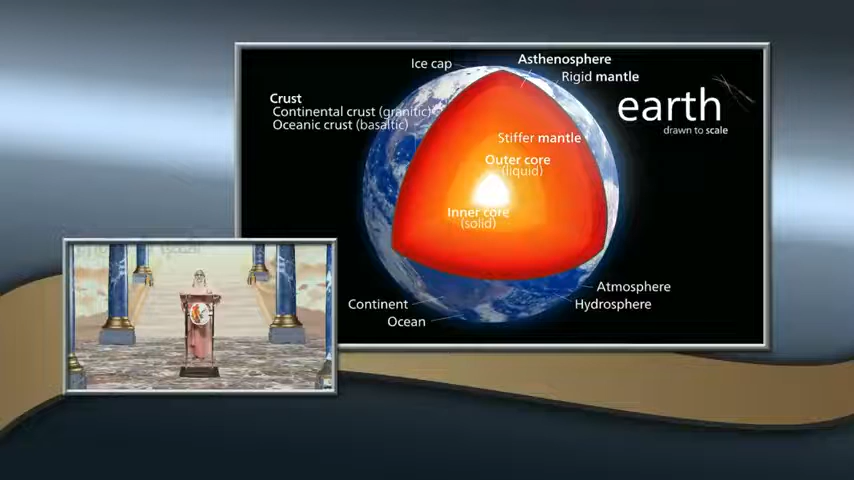 Ice cap
Asthenosphere
Rigid mantle
Crust
Continental crust (granitic)
Oceanic crust (basaltic)
earth
drawn to scale
Stiffer mantle
Outer core
(liquid)
Inner core
(solid)
Atmosphere
Continent
Hydrosphere
Ocean